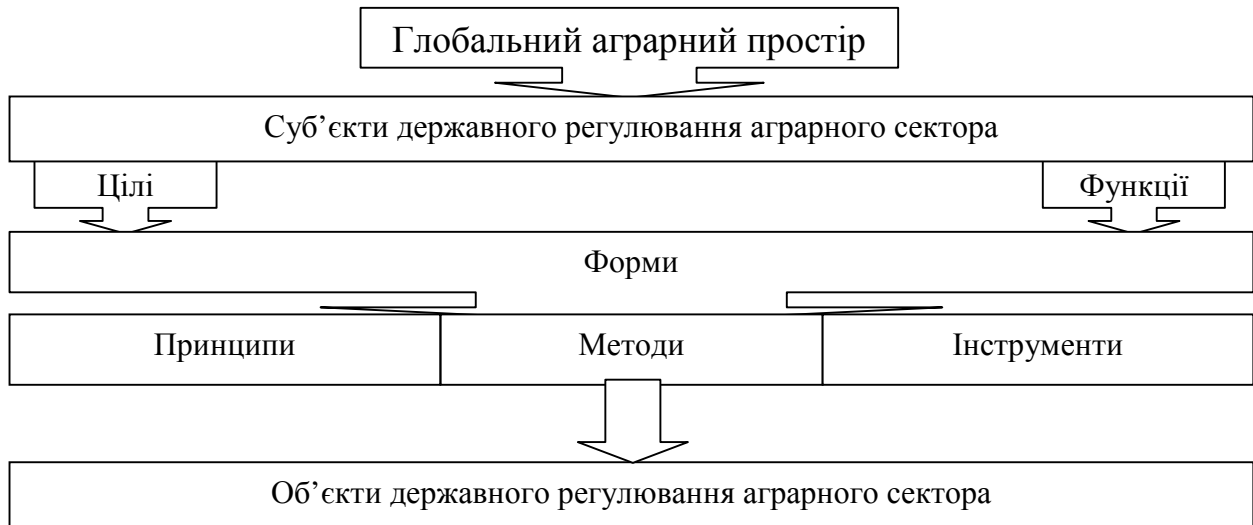 Глобальний аграрний простір
Суб’єкти державного регулювання аграрного сектора
Цілі
Функції
Форми
Принципи
Методи
Інструменти
Об’єкти державного регулювання аграрного сектора